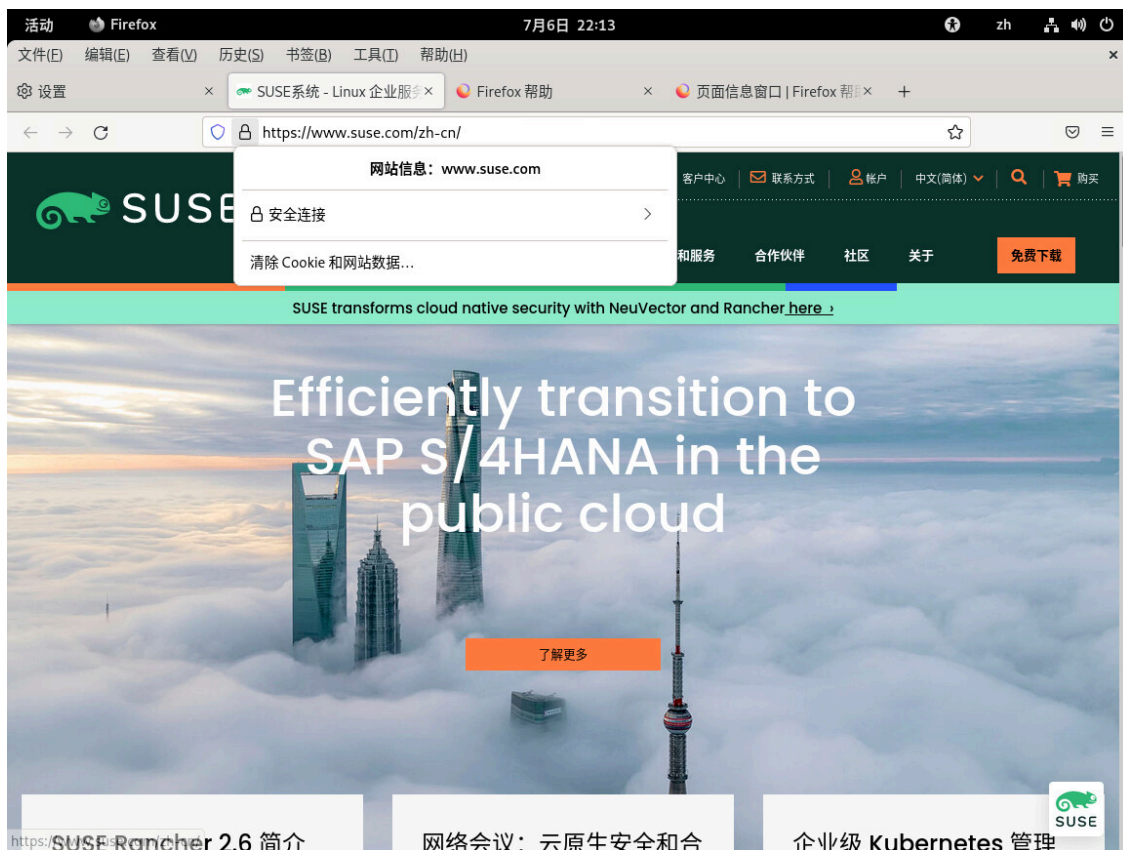 活动 Firefox 7月6日 22:13 zh
文件(F) 编辑(E) 查看(V) 历史(S) 书签(B) 工具(T) 帮助(H)
设置 SUSE系统 - Linux 企业服 Firefox 帮助 页面信息窗口 | Firefox 帮
https://www.suse.com/zh-cn/
网站信息：www.suse.com
安全连接
清除 Cookie 和网站数据…
SUSE
客户中心 联系方式 帐户 中文(简体) 购买
和服务 合作伙伴 社区 关于 免费下载
SUSE transforms cloud native security with NeuVector and Rancher here ›
Efficiently transition to
SAP S/4HANA in the
public cloud
了解更多
SUSE
SUSE Rancher 2.6 简介 网络会议：云原生安全和合 企业级 Kubernetes 管理